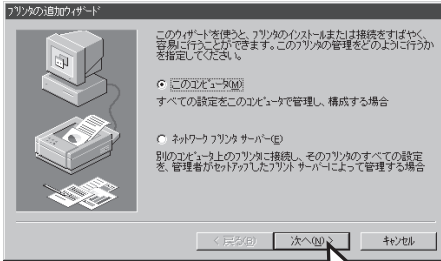 プリンタの追加ウィザード
このウィザードを使うと、プリンタのインストールまたは接続をすばやく、
容易に行うことができます。このプリンタの管理をどのように行うか
を指定してください。
このコンピュータ(M)
すべての設定をこのコンピュータで管理し、構成する場合
ネットワーク プリンタ サーバー(E)
別のコンピュータ上のプリンタに接続し、そのプリンタのすべての設定
を、管理者がセットアップしたプリント サーバーによって管理する場合
< 戻る(B) 次へ(N) > キャンセル